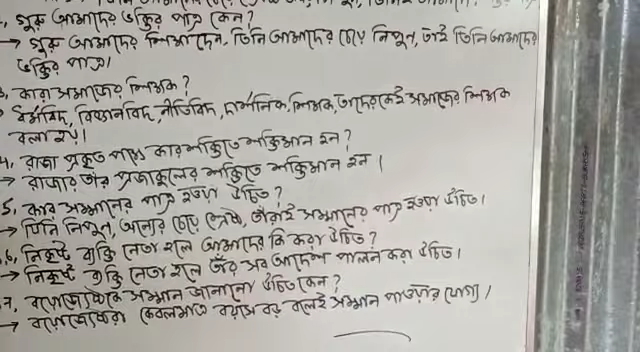 ২, গুরু আমাদের ভক্তির পাত্র কেন?
→ গুরু আমাদের শিক্ষা দেন, তিনি আমাদের চেয়ে নিপুন, তাই তিনি আমাদের
ভক্তির পাত্র।
৩, কারা সমাজের শিক্ষক?
ধর্মবিদ, বিজ্ঞানবিদ, নীতিবিদ, দার্শনিক, শিক্ষক, তাদেরকেই সমাজের শিক্ষক
বলা হয়।
৪, রাজা প্রকৃত পক্ষে কার শক্তিতে শক্তিমান হন?
→ রাজার তাঁর প্রজাকুলের শক্তিতে শক্তিমান হন।
৫, কার সম্মানের পাত্র হওয়া উচিত?
→ যিনি নিপুন, অন্যের চেয়ে শ্রেষ্ঠ, তাঁরাই সম্মানের পাত্র হওয়া উচিত।
৬, নিকৃষ্ট ব্যক্তি নেতা হলে আমাদের কি করা উচিত?
→ নিকৃষ্ট ব্যক্তি নেতা হলে তাঁর সব আদেশ পালন করা উচিত।
৭, বয়োজ্যেষ্ঠকে সম্মান জানানো উচিত কেন?
→ বয়োজ্যেষ্ঠরা কেবলমাত্র বয়সে বড় বলেই সম্মান পাওয়ার যোগ্য।